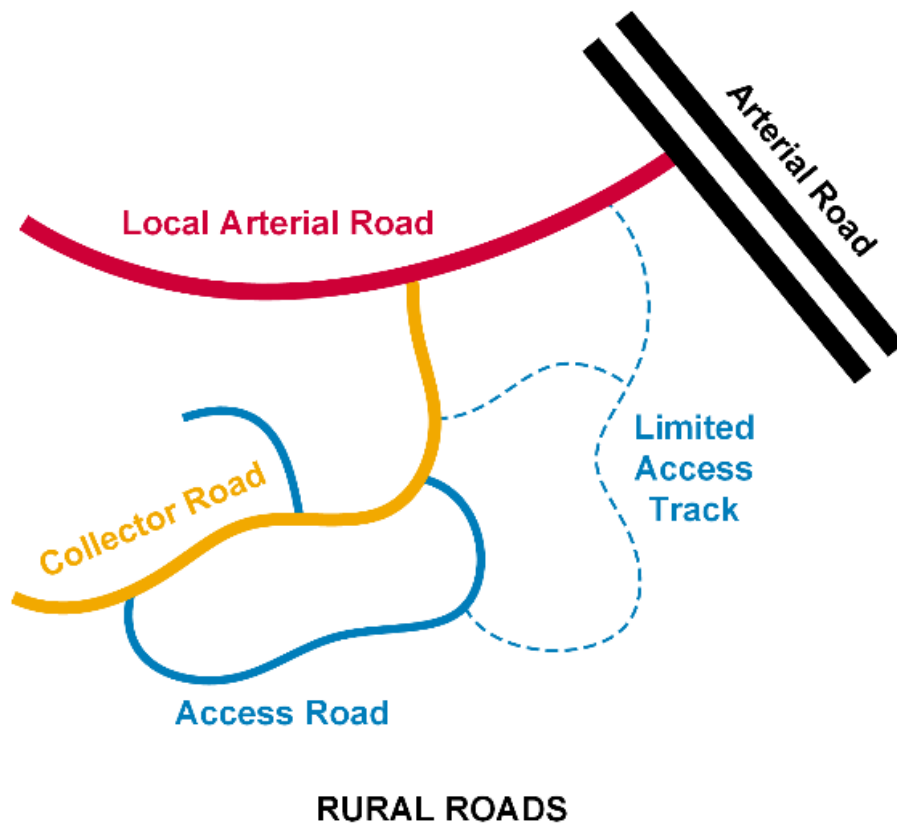 Arterial Road
Local Arterial Road
Limited
Access
Track
Collector Road
Access Road
RURAL ROADS